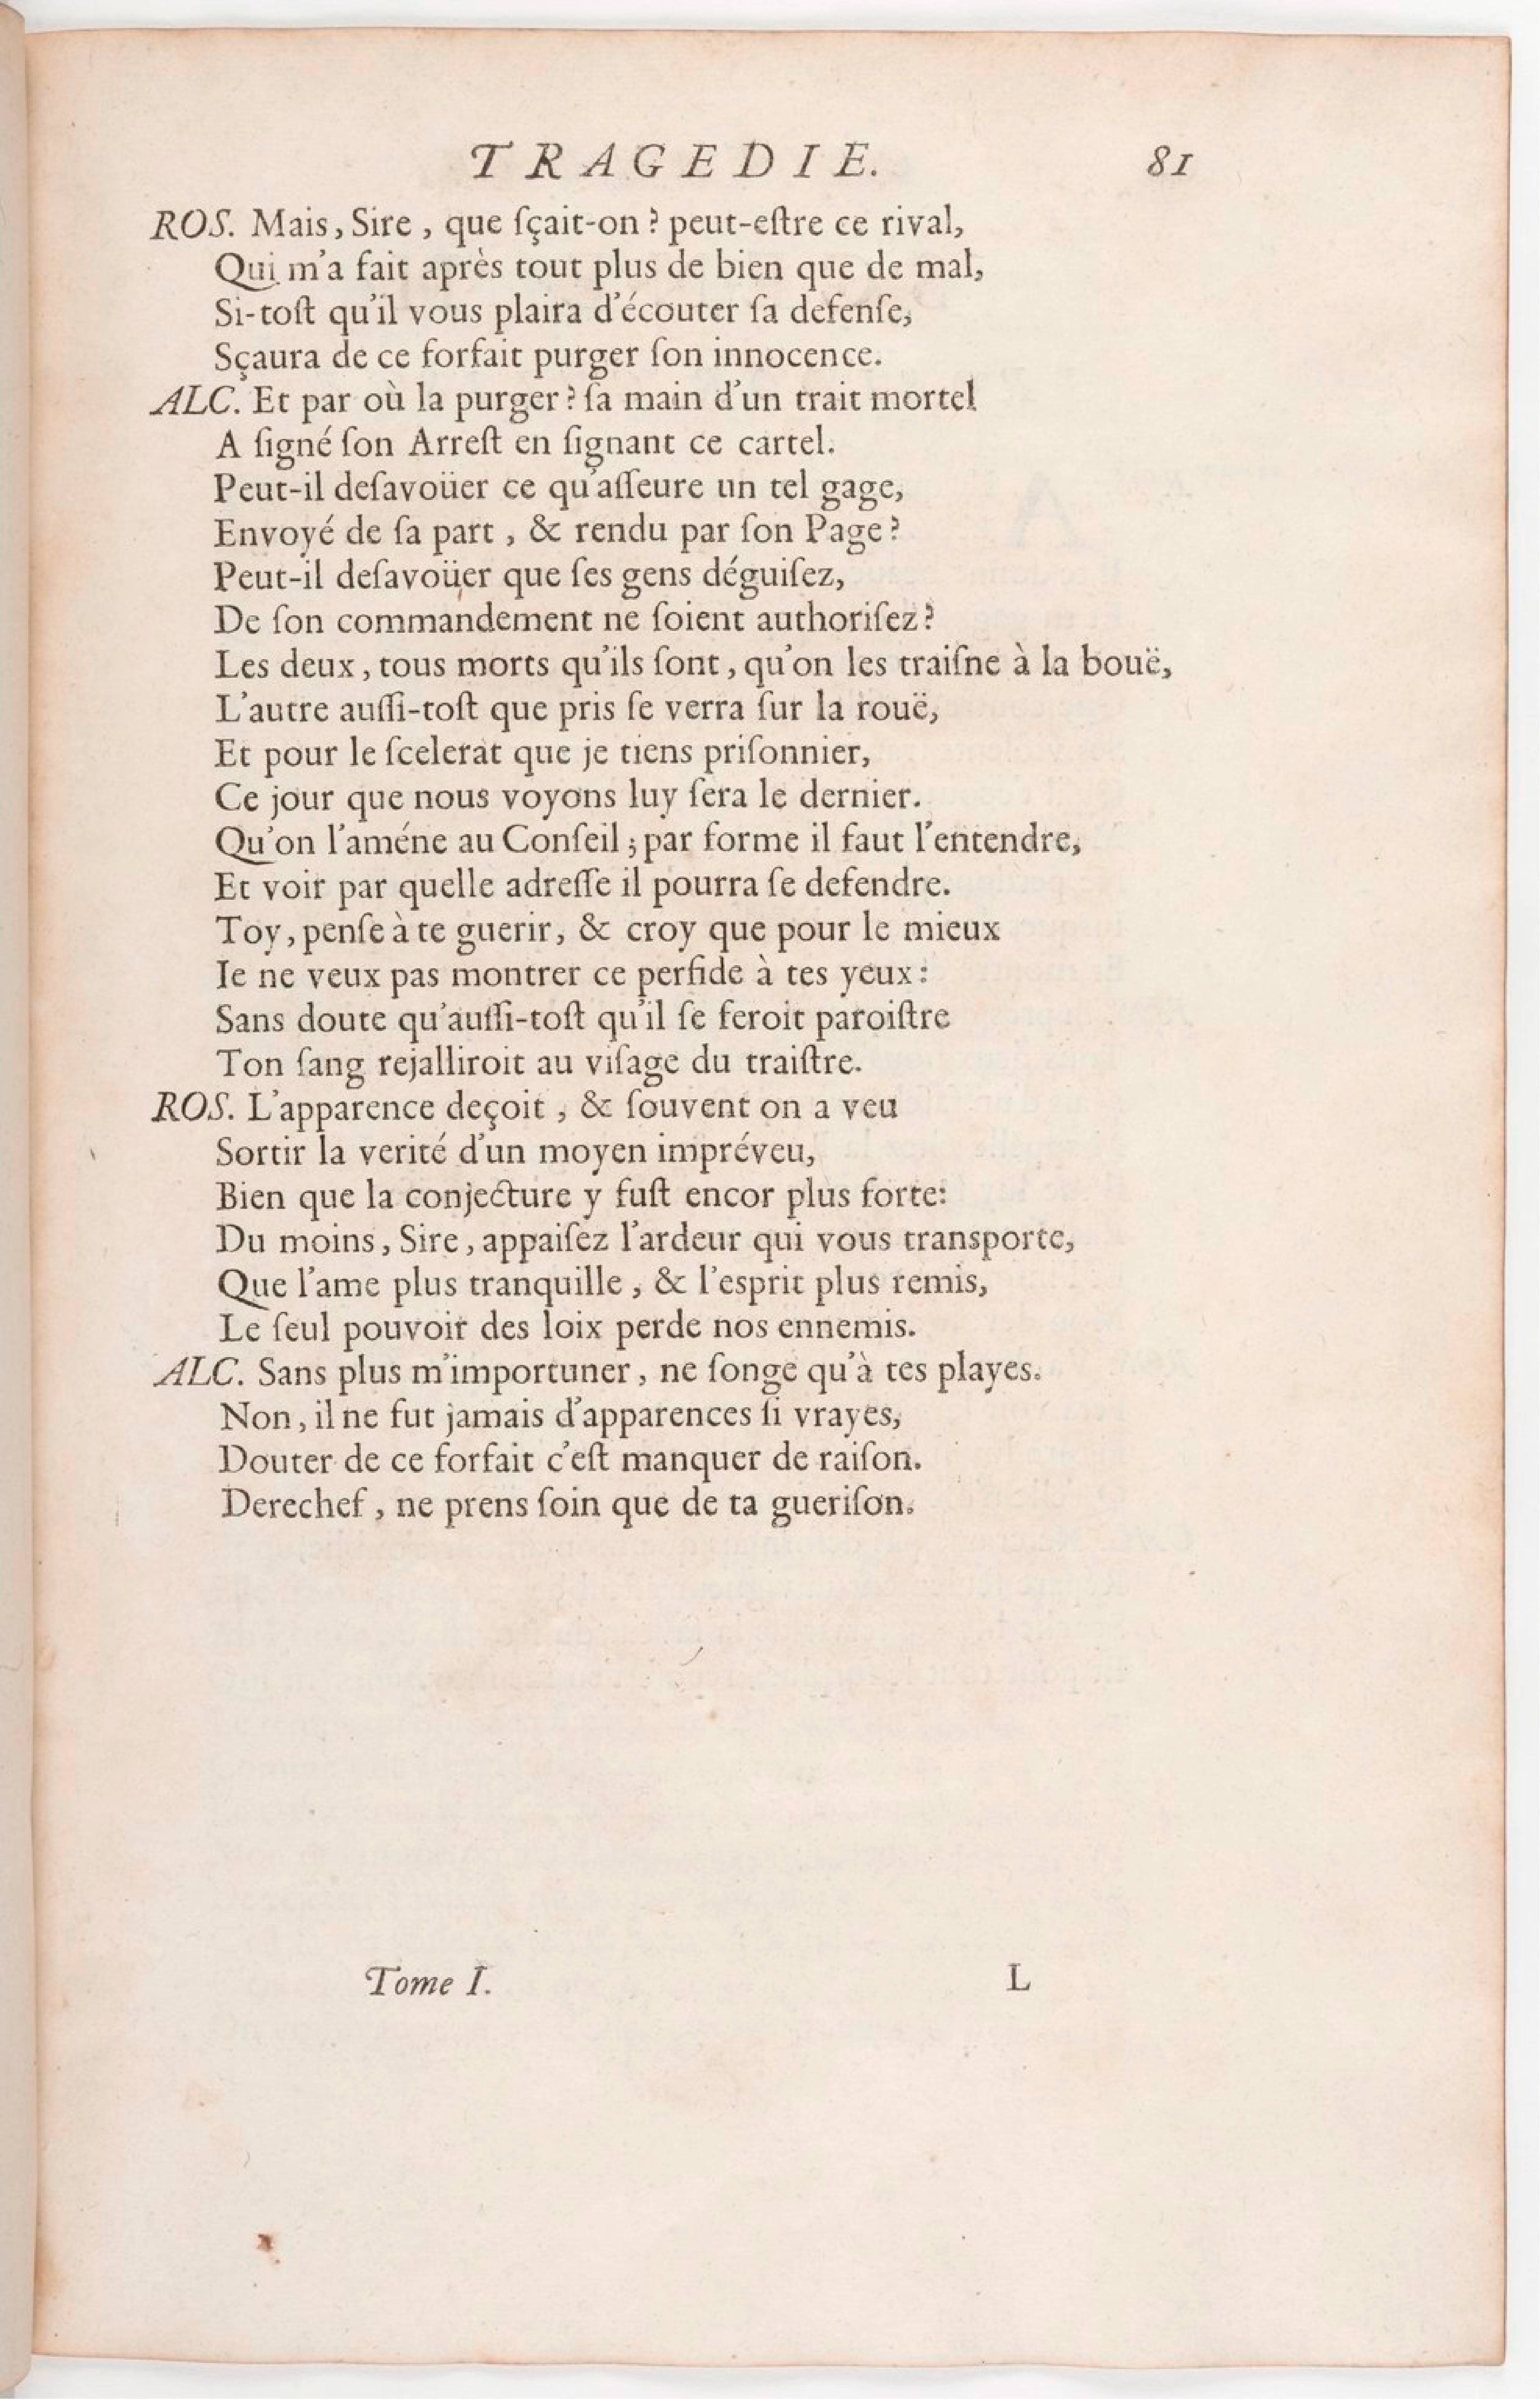 TRAGEDIE. 81
ROS. Mais, Sire, que ſçait-on? peut-eſtre ce rival,
Qui m'a fait après tout plus de bien que de mal,
Si-toſt qu'il vous plaira d'écouter ſa defenſe,
Sçaura de ce forfait purger ſon innocence.
ALC. Et par où la purger? ſa main d'un trait mortel
A ſigné ſon Arreſt en ſignant ce cartel.
Peut-il deſavoüer ce qu'aſſeure un tel gage,
Envoyé de ſa part, & rendu par ſon Page?
Peut-il deſavoüer que ſes gens déguiſez,
De ſon commandement ne ſoient authoriſez?
Les deux, tous morts qu'ils ſont, qu'on les traiſne à la bouë,
L'autre auſſi-toſt que pris ſe verra ſur la rouë,
Et pour le ſcelerat que je tiens priſonnier,
Ce jour que nous voyons luy ſera le dernier.
Qu'on l'améne au Conſeil; par forme il faut l'entendre,
Et voir par quelle adreſſe il pourra ſe defendre.
Toy, penſe à te guerir, & croy que pour le mieux
Ie ne veux pas montrer ce perfide à tes yeux:
Sans doute qu'auſſi-toſt qu'il ſe feroit paroiſtre
Ton ſang rejalliroit au viſage du traiſtre.
ROS. L'apparence deçoit, & ſouvent on a veu
Sortir la verité d'un moyen impréveu,
Bien que la conjecture y fuſt encor plus forte:
Du moins, Sire, appaiſez l'ardeur qui vous transporte,
Que l'ame plus tranquille, & l'esprit plus remis,
Le ſeul pouvoir des loix perde nos ennemis.
ALC. Sans plus m'importuner, ne ſonge qu'à tes playes.
Non, il ne fut jamais d'apparences ſi vrayes,
Douter de ce forfait c'eſt manquer de raiſon.
Derechef, ne prens ſoin que de ta gueriſon.
Tome I. L